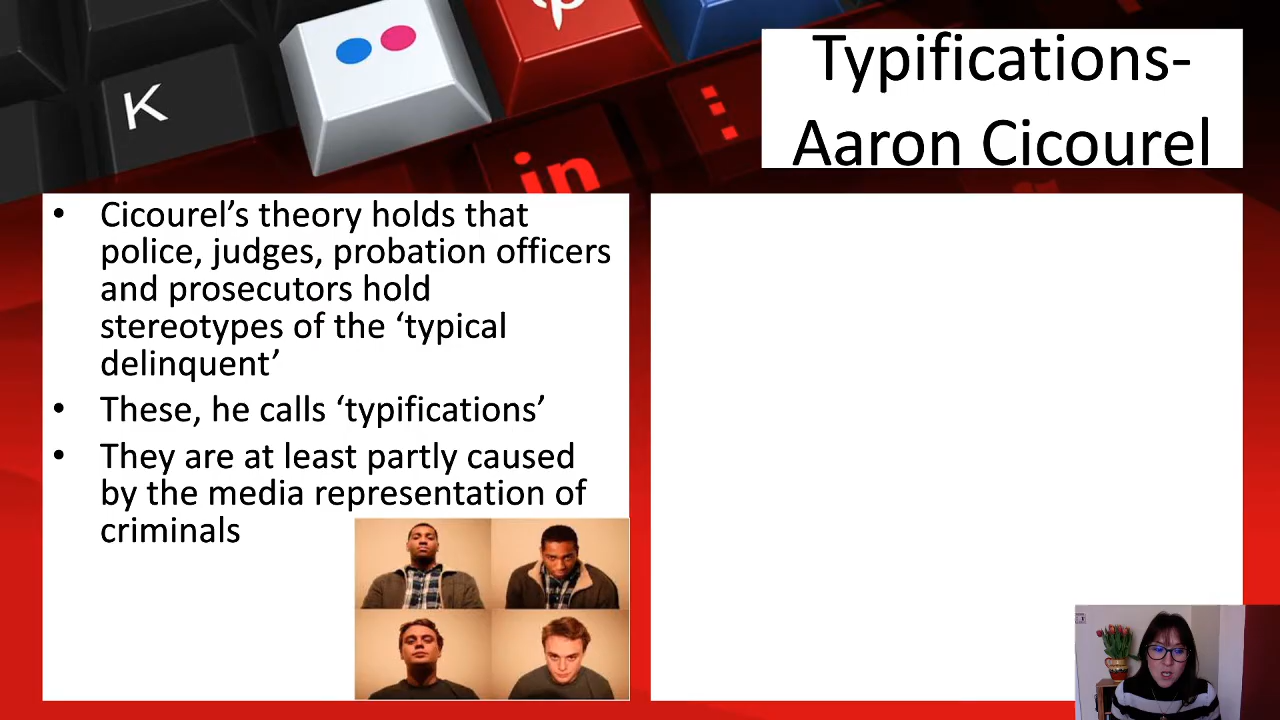 K
in
Typifications-
Aaron Cicourel
• Cicourel’s theory holds that
police, judges, probation officers
and prosecutors hold
stereotypes of the ‘typical
delinquent’
• These, he calls ‘typifications’
• They are at least partly caused
by the media representation of
criminals